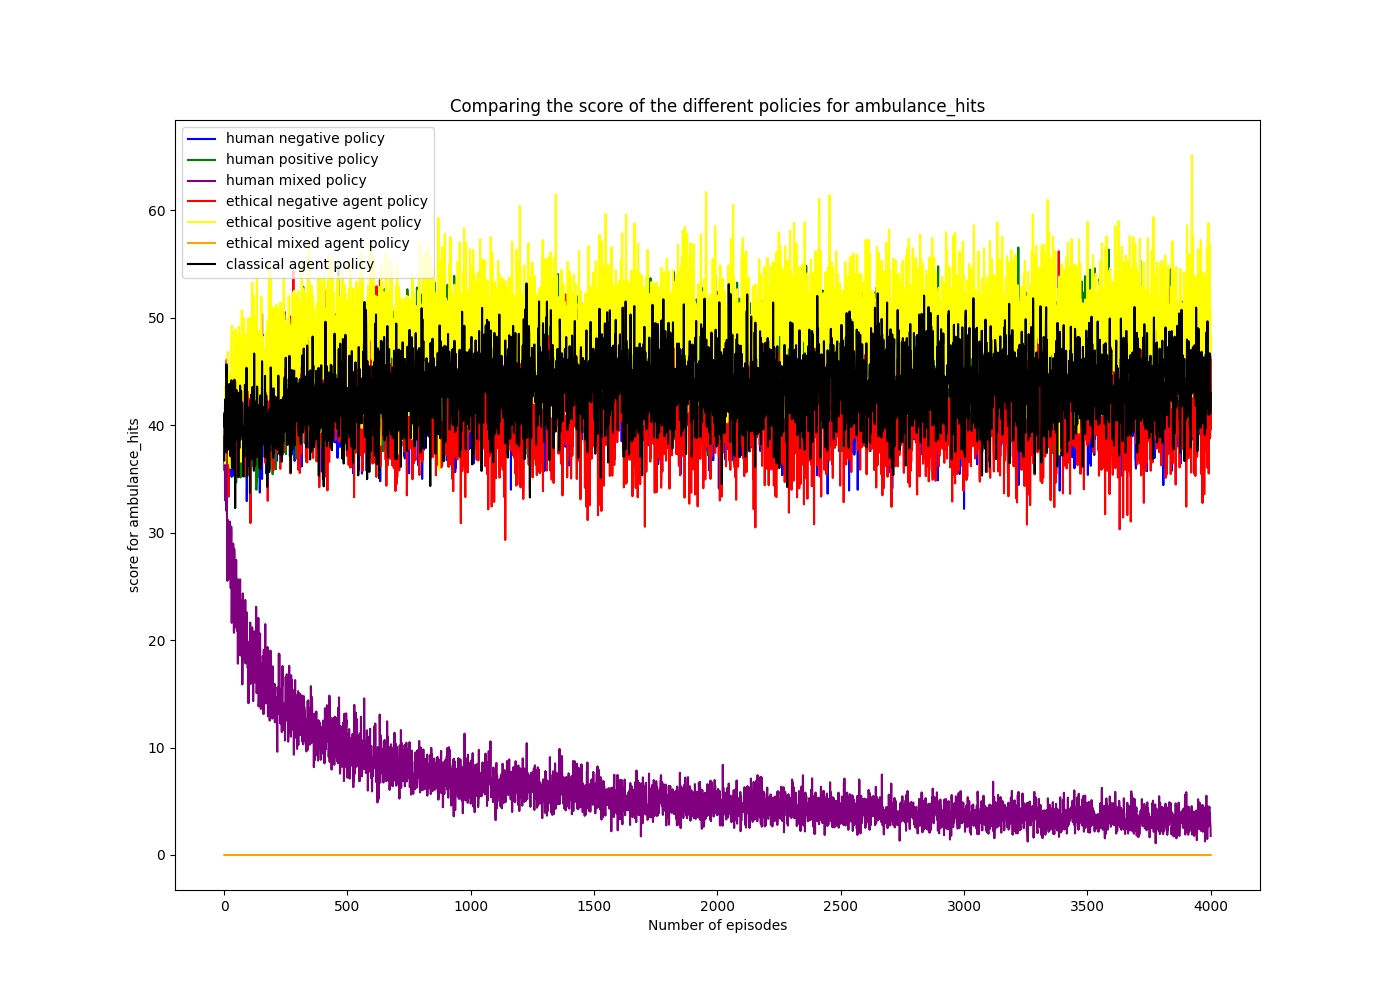 Comparing the score of the different policies for ambulance_hits
human negative policy
human positive policy
human mixed policy
ethical negative agent policy
ethical positive agent policy
ethical mixed agent policy
classical agent policy
score for ambulance_hits
60
50
40
30
20
10
0
0 500 1000 1500 2000 2500 3000 3500 4000
Number of episodes